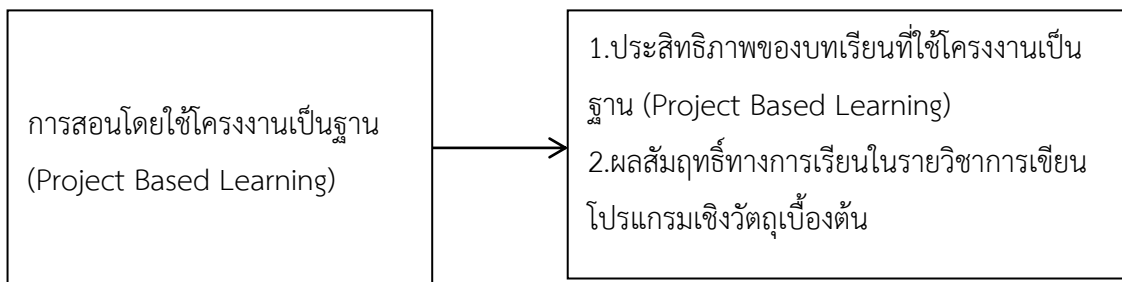 การสอนโดยใช้โครงงานเป็นฐาน
(Project Based Learning)
1.ประสิทธิภาพของบทเรียนที่ใช้โครงงานเป็น
ฐาน (Project Based Learning)
2.ผลสัมฤทธิ์ทางการเรียนในรายวิชาการเขียน
โปรแกรมเชิงวัตถุเบื้องต้น